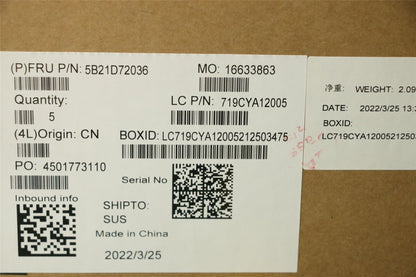 (P)FRU P/N: 5B21D72036
MO: 16633863
Quantity:
5
LC P/N: 719CYA12005
(4L)Origin: CN
BOXID: LC719CYA12005212503475
PO: 4501773110
Serial No
Inbound info
SHIPTO:
SUS
Made in China
2022/3/25
净重: WEIGHT: 2.09
DATE: 2022/3/25 13:
BOXID:
LC719CYA12005212503